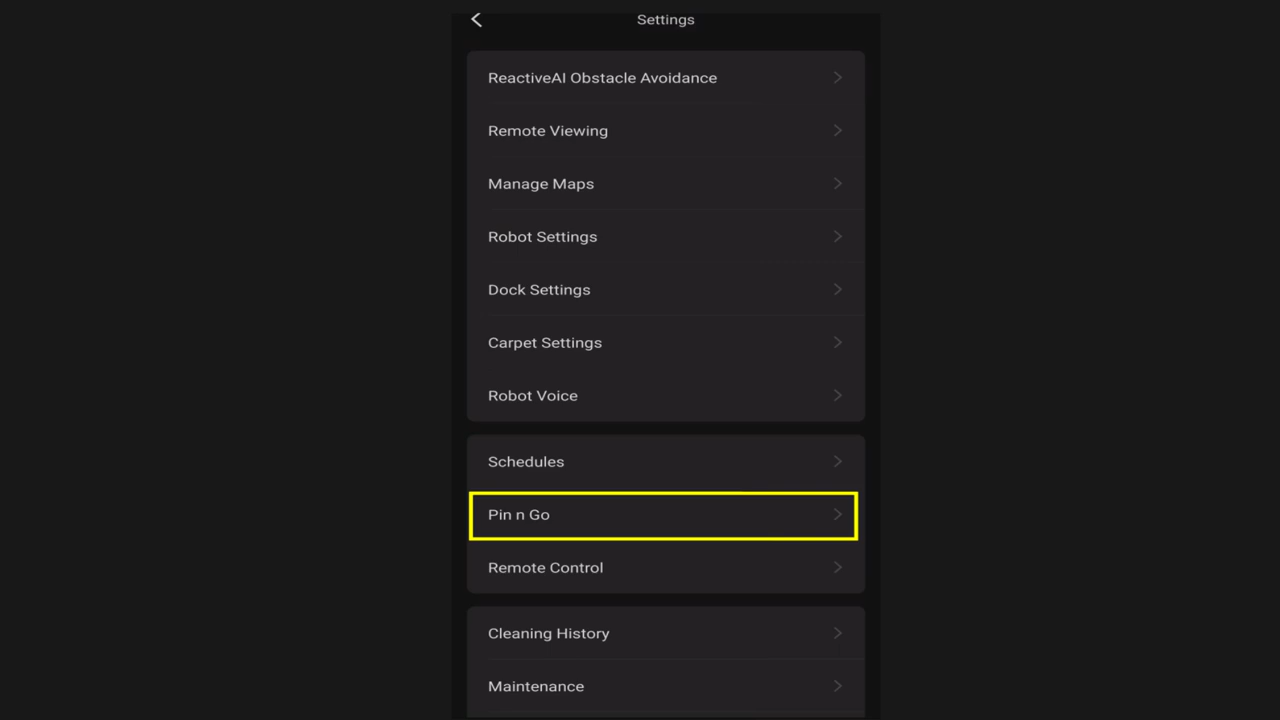 Settings
ReactiveAI Obstacle Avoidance
Remote Viewing
Manage Maps
Robot Settings
Dock Settings
Carpet Settings
Robot Voice
Schedules
Pin n Go
Remote Control
Cleaning History
Maintenance